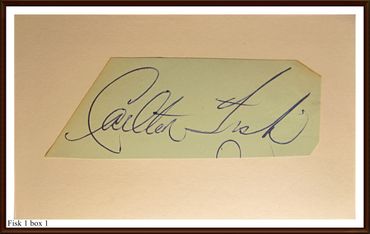 Carlton Fisk
Fisk 1 box 1